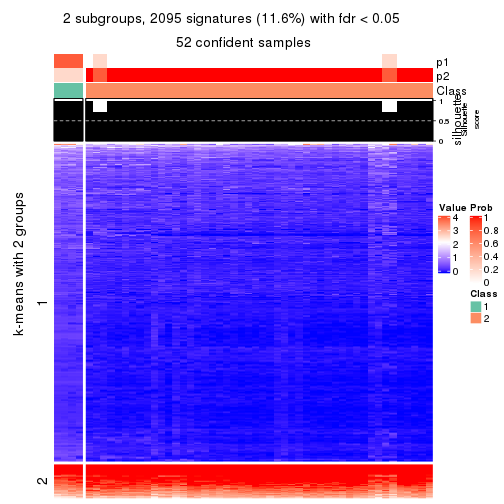 2 subgroups, 2095 signatures (11.6%) with fdr < 0.05
52 confident samples
p1
p2
Class
silhouette
Silhouette
score
1
0.5
0
k-means with 2 groups
1
2
Value
4
3
2
1
0
Prob
1
0.8
0.6
0.4
0.2
0
Class
1
2